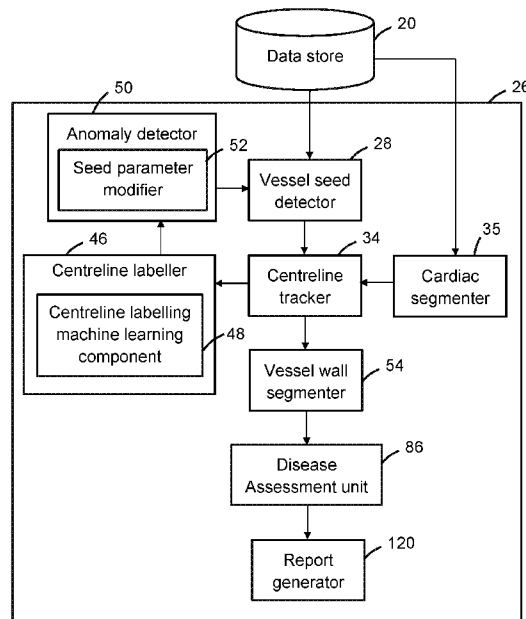 20
Data store
26
50
Anomaly detector
52
Seed parameter
modifier
28
Vessel seed
detector
46
34
35
Centreline labeller
Centreline
tracker
Cardiac
segmenter
Centreline labelling
machine learning
component
48
Vessel wall
segmenter
54
86
Disease
Assessment unit
120
Report
generator